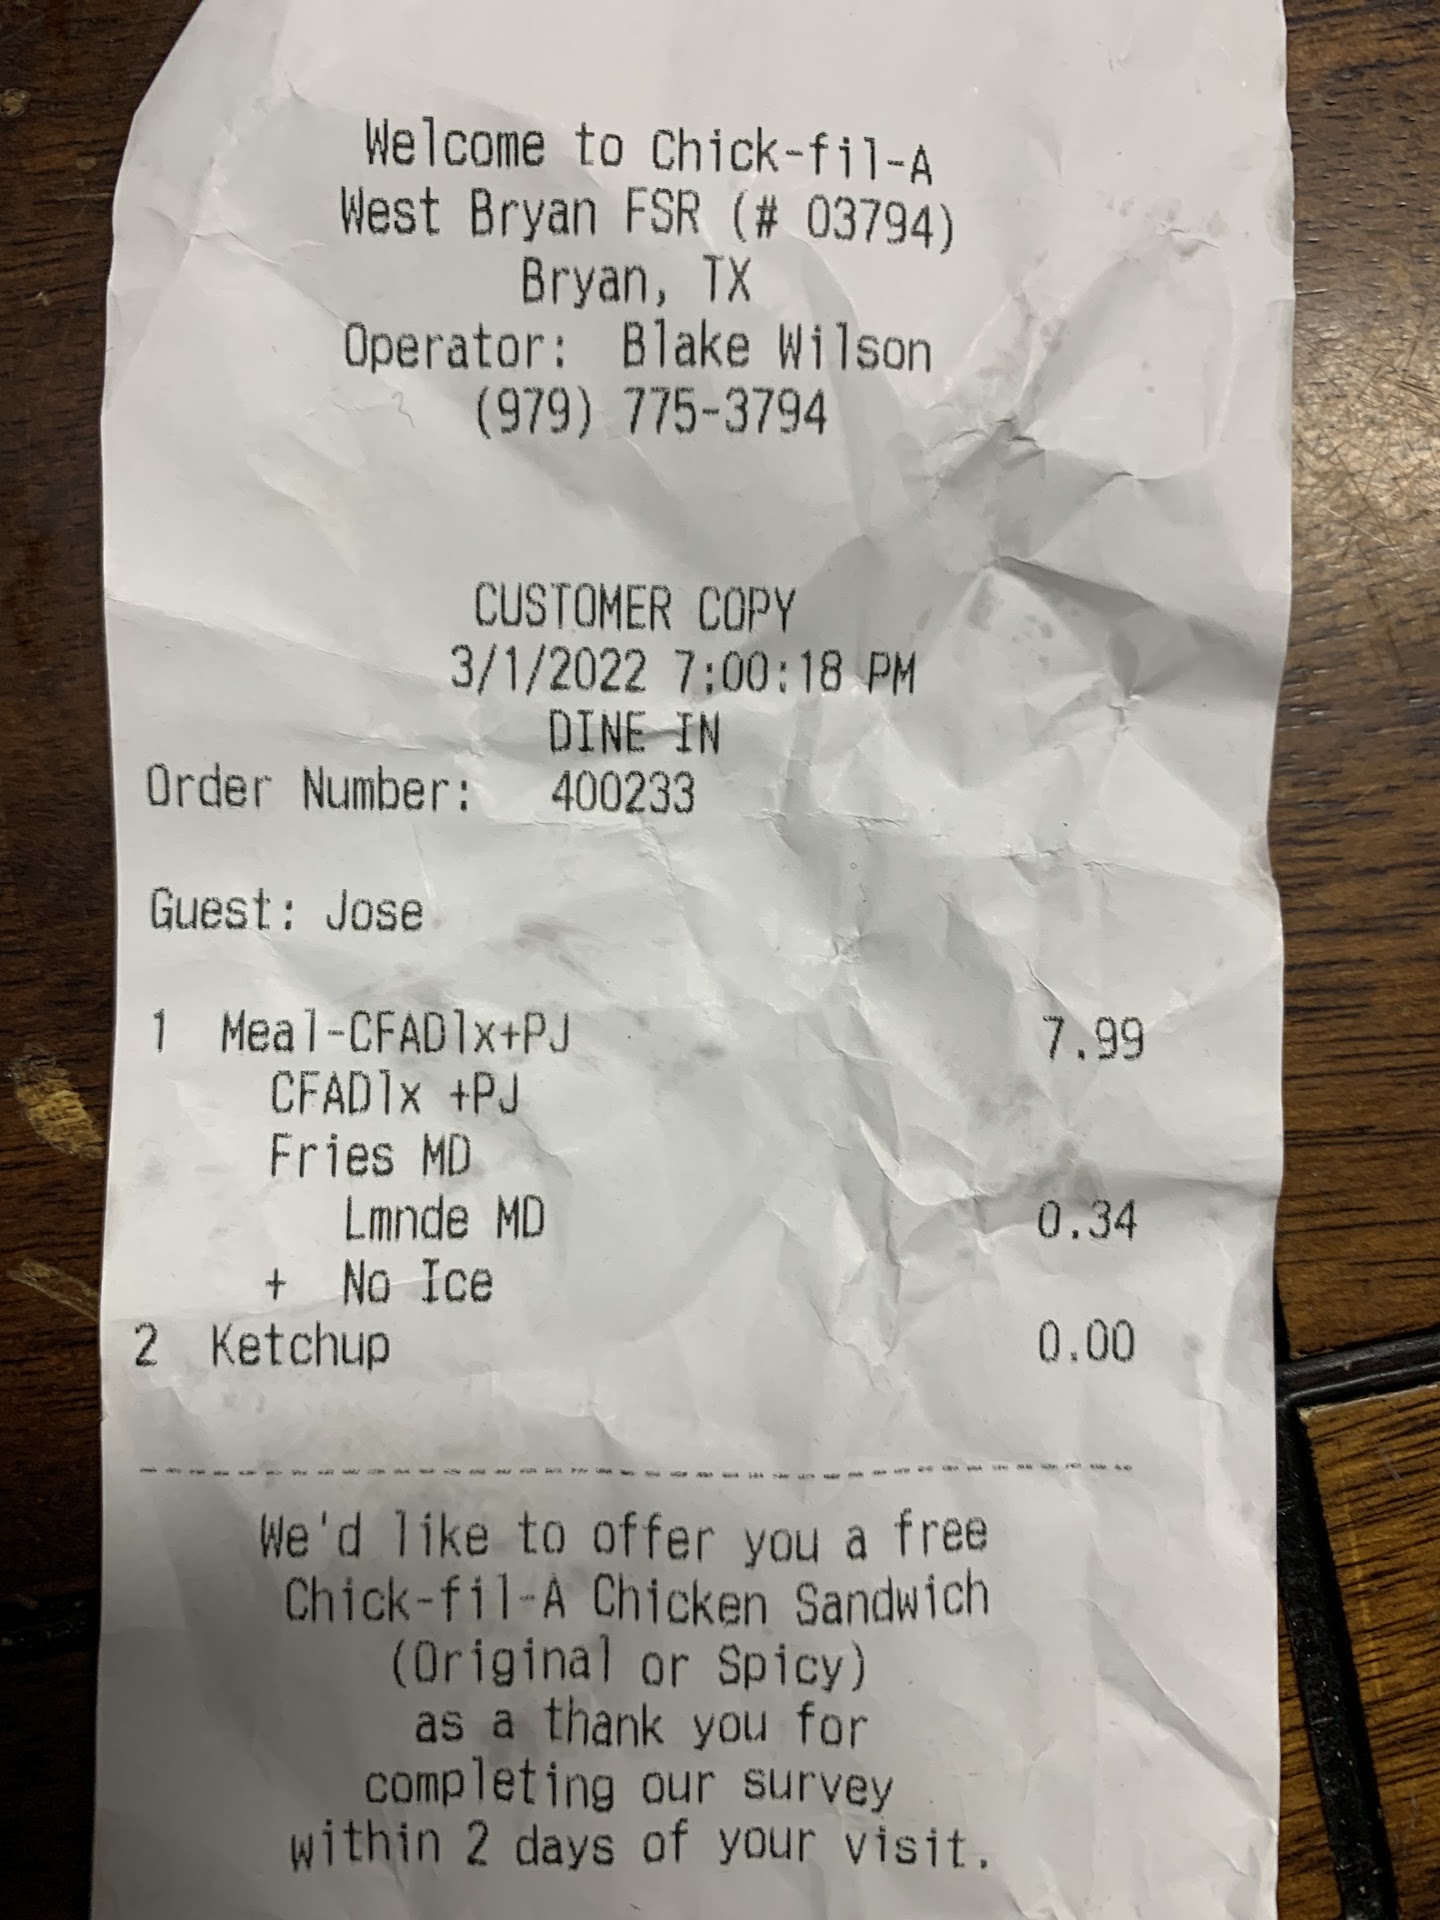 Welcome to Chick-fil-A
West Bryan FSR (# 03794)
Bryan, TX
Operator: Blake Wilson
(979) 775-3794
CUSTOMER COPY
3/1/2022 7:00:18 PM
DINE IN
Order Number: 400233
Guest: Jose
1 Meal-CFADlx+PJ 7.99
CFADlx +PJ
Fries MD
Lmnde MD 0.34
+ No Ice
2 Ketchup 0.00
We'd like to offer you a free
Chick-fil-A Chicken Sandwich
(Original or Spicy)
as a thank you for
completing our survey
within 2 days of your visit.